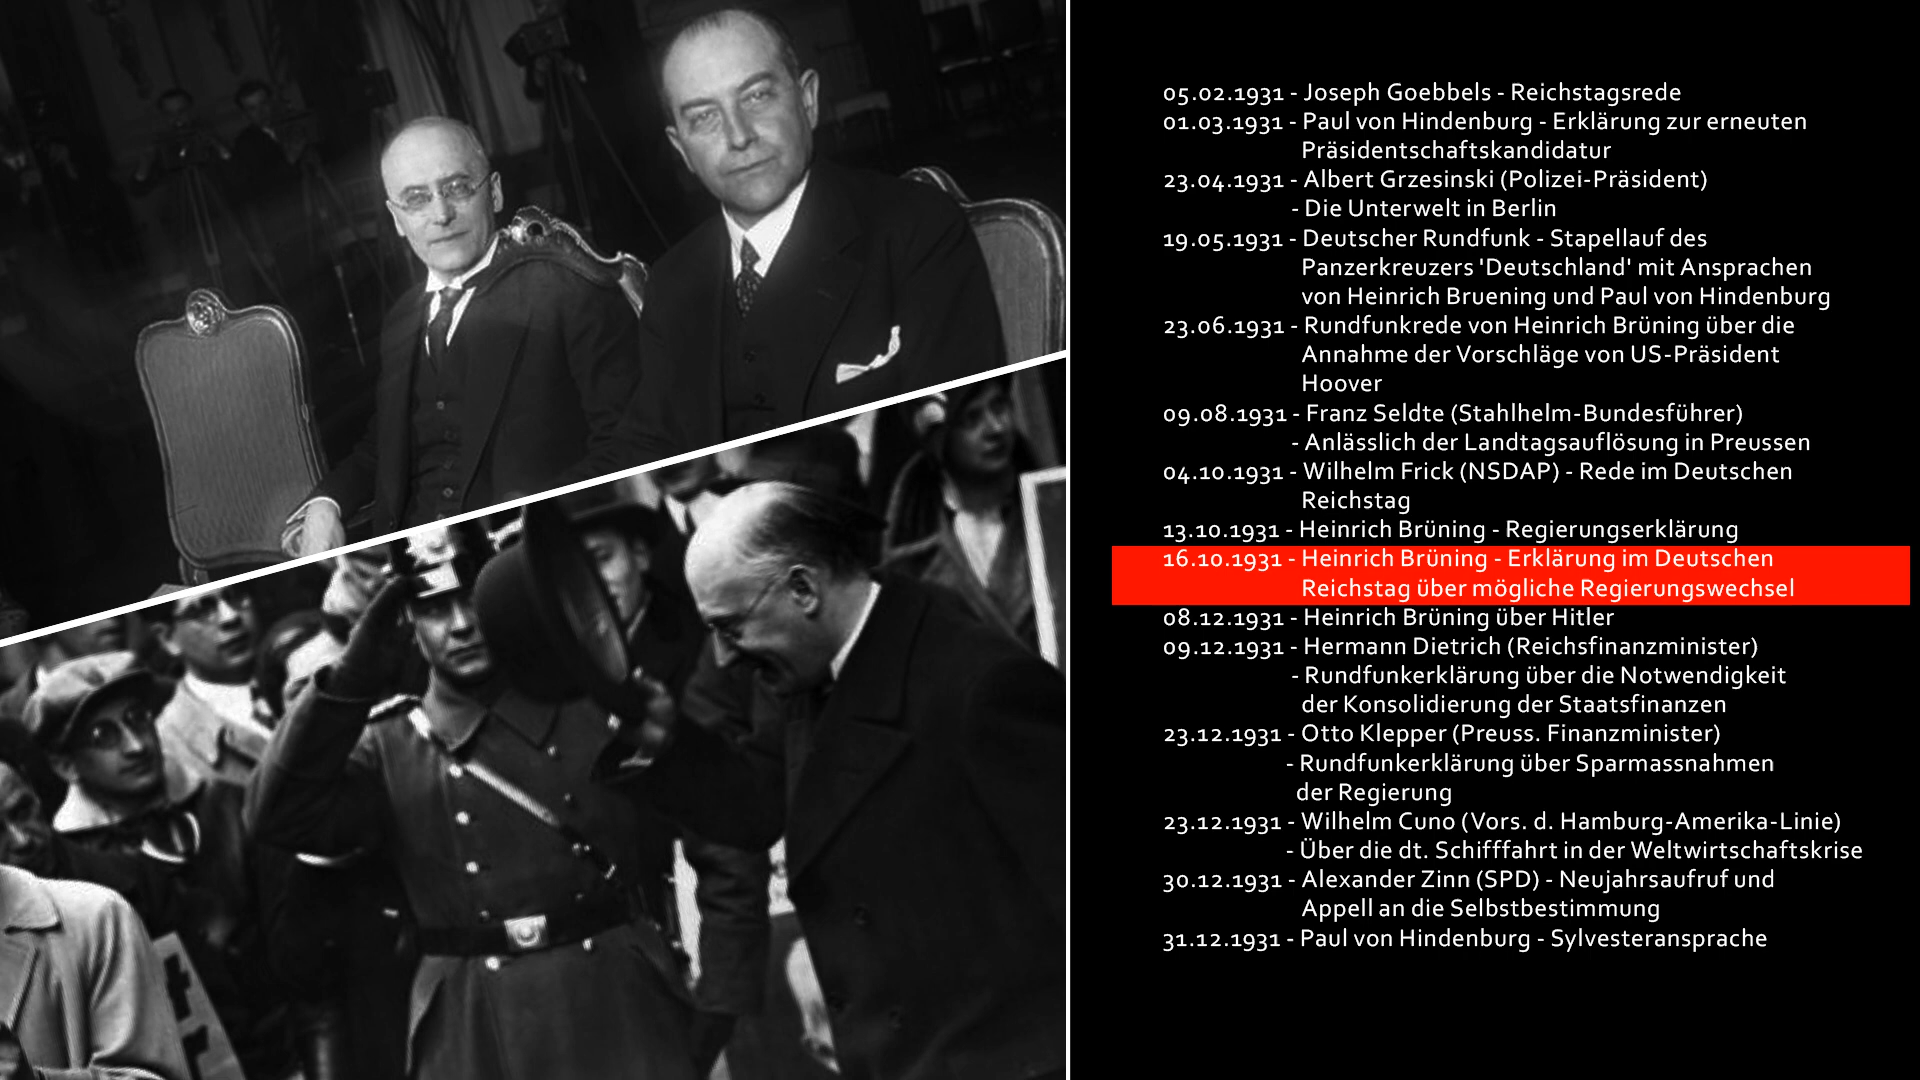 05.02.1931 - Joseph Goebbels - Reichstagsrede
01.03.1931 - Paul von Hindenburg - Erklärung zur erneuten
Präsidentschaftskandidatur
23.04.1931 - Albert Grzesinski (Polizei-Präsident)
- Die Unterwelt in Berlin
19.05.1931 - Deutscher Rundfunk - Stapellauf des
Panzerkreuzers 'Deutschland' mit Ansprachen
von Heinrich Bruening und Paul von Hindenburg
23.06.1931 - Rundfunkrede von Heinrich Brüning über die
Annahme der Vorschläge von US-Präsident
Hoover
09.08.1931 - Franz Seldte (Stahlhelm-Bundesführer)
- Anlässlich der Landtagsauflösung in Preussen
04.10.1931 - Wilhelm Frick (NSDAP) - Rede im Deutschen
Reichstag
13.10.1931 - Heinrich Brüning - Regierungserklärung
16.10.1931 - Heinrich Brüning - Erklärung im Deutschen
Reichstag über mögliche Regierungswechsel
08.12.1931 - Heinrich Brüning über Hitler
09.12.1931 - Hermann Dietrich (Reichsfinanzminister)
- Rundfunkerklärung über die Notwendigkeit
der Konsolidierung der Staatsfinanzen
23.12.1931 - Otto Klepper (Preuss. Finanzminister)
- Rundfunkerklärung über Sparmassnahmen
der Regierung
23.12.1931 - Wilhelm Cuno (Vors. d. Hamburg-Amerika-Linie)
- Über die dt. Schifffahrt in der Weltwirtschaftskrise
30.12.1931 - Alexander Zinn (SPD) - Neujahrsaufruf und
Appell an die Selbstbestimmung
31.12.1931 - Paul von Hindenburg - Sylvesteransprache